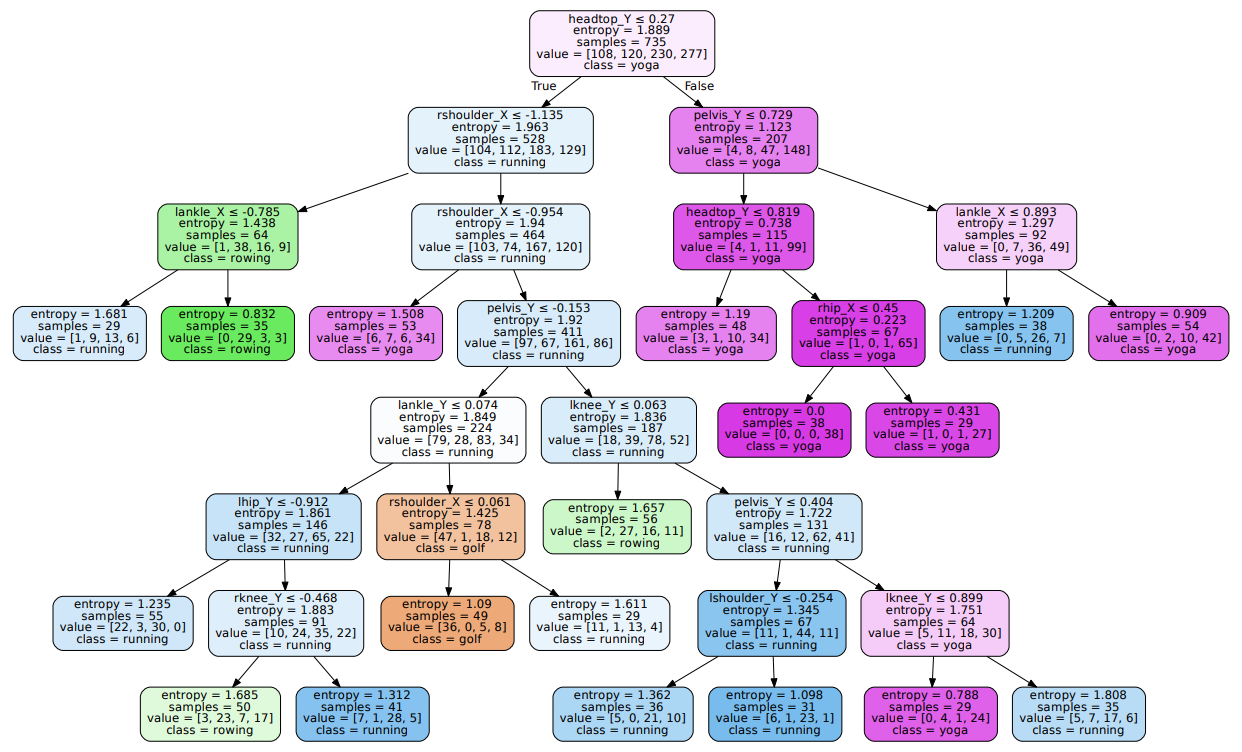 headtop_Y ≤ 0.27
entropy = 1.889
samples = 735
value = [108, 120, 230, 277]
class = yoga
True
False
rshoulder_X ≤ -1.135
entropy = 1.963
samples = 528
value = [104, 112, 183, 129]
class = running
pelvis_Y ≤ 0.729
entropy = 1.123
samples = 207
value = [4, 8, 47, 148]
class = yoga
lankle_X ≤ -0.785
entropy = 1.438
samples = 64
value = [1, 38, 16, 9]
class = rowing
rshoulder_X ≤ -0.954
entropy = 1.94
samples = 464
value = [103, 74, 167, 120]
class = running
headtop_Y ≤ 0.819
entropy = 0.738
samples = 115
value = [4, 1, 11, 99]
class = yoga
lankle_X ≤ 0.893
entropy = 1.297
samples = 92
value = [0, 7, 36, 49]
class = yoga
entropy = 1.681
samples = 29
value = [1, 9, 13, 6]
class = running
entropy = 0.832
samples = 35
value = [0, 29, 3, 3]
class = rowing
entropy = 1.508
samples = 53
value = [6, 7, 6, 34]
class = yoga
pelvis_Y ≤ -0.153
entropy = 1.92
samples = 411
value = [97, 67, 161, 86]
class = running
entropy = 1.19
samples = 48
value = [3, 1, 10, 34]
class = yoga
rhip_X ≤ 0.45
entropy = 0.223
samples = 67
value = [1, 0, 1, 65]
class = yoga
entropy = 1.209
samples = 38
value = [0, 5, 26, 7]
class = running
entropy = 0.909
samples = 54
value = [0, 2, 10, 42]
class = yoga
lankle_Y ≤ 0.074
entropy = 1.849
samples = 224
value = [79, 28, 83, 34]
class = running
lknee_Y ≤ 0.063
entropy = 1.836
samples = 187
value = [18, 39, 78, 52]
class = running
entropy = 0.0
samples = 38
value = [0, 0, 0, 38]
class = yoga
entropy = 0.431
samples = 29
value = [1, 0, 1, 27]
class = yoga
lhip_Y ≤ -0.912
entropy = 1.861
samples = 146
value = [32, 27, 65, 22]
class = running
rshoulder_X ≤ 0.061
entropy = 1.425
samples = 78
value = [47, 1, 18, 12]
class = golf
entropy = 1.657
samples = 56
value = [2, 27, 16, 11]
class = rowing
pelvis_Y ≤ 0.404
entropy = 1.722
samples = 131
value = [16, 12, 62, 41]
class = running
entropy = 1.235
samples = 55
value = [22, 3, 30, 0]
class = running
rknee_Y ≤ -0.468
entropy = 1.883
samples = 91
value = [10, 24, 35, 22]
class = running
entropy = 1.09
samples = 49
value = [36, 0, 5, 8]
class = golf
entropy = 1.611
samples = 29
value = [11, 1, 13, 4]
class = running
lshoulder_Y ≤ -0.254
entropy = 1.345
samples = 67
value = [11, 1, 44, 11]
class = running
lknee_Y ≤ 0.899
entropy = 1.751
samples = 64
value = [5, 11, 18, 30]
class = yoga
entropy = 1.685
samples = 50
value = [3, 23, 7, 17]
class = rowing
entropy = 1.312
samples = 41
value = [7, 1, 28, 5]
class = running
entropy = 1.362
samples = 36
value = [5, 0, 21, 10]
class = running
entropy = 1.098
samples = 31
value = [6, 1, 23, 1]
class = running
entropy = 0.788
samples = 29
value = [0, 4, 1, 24]
class = yoga
entropy = 1.808
samples = 35
value = [5, 7, 17, 6]
class = running